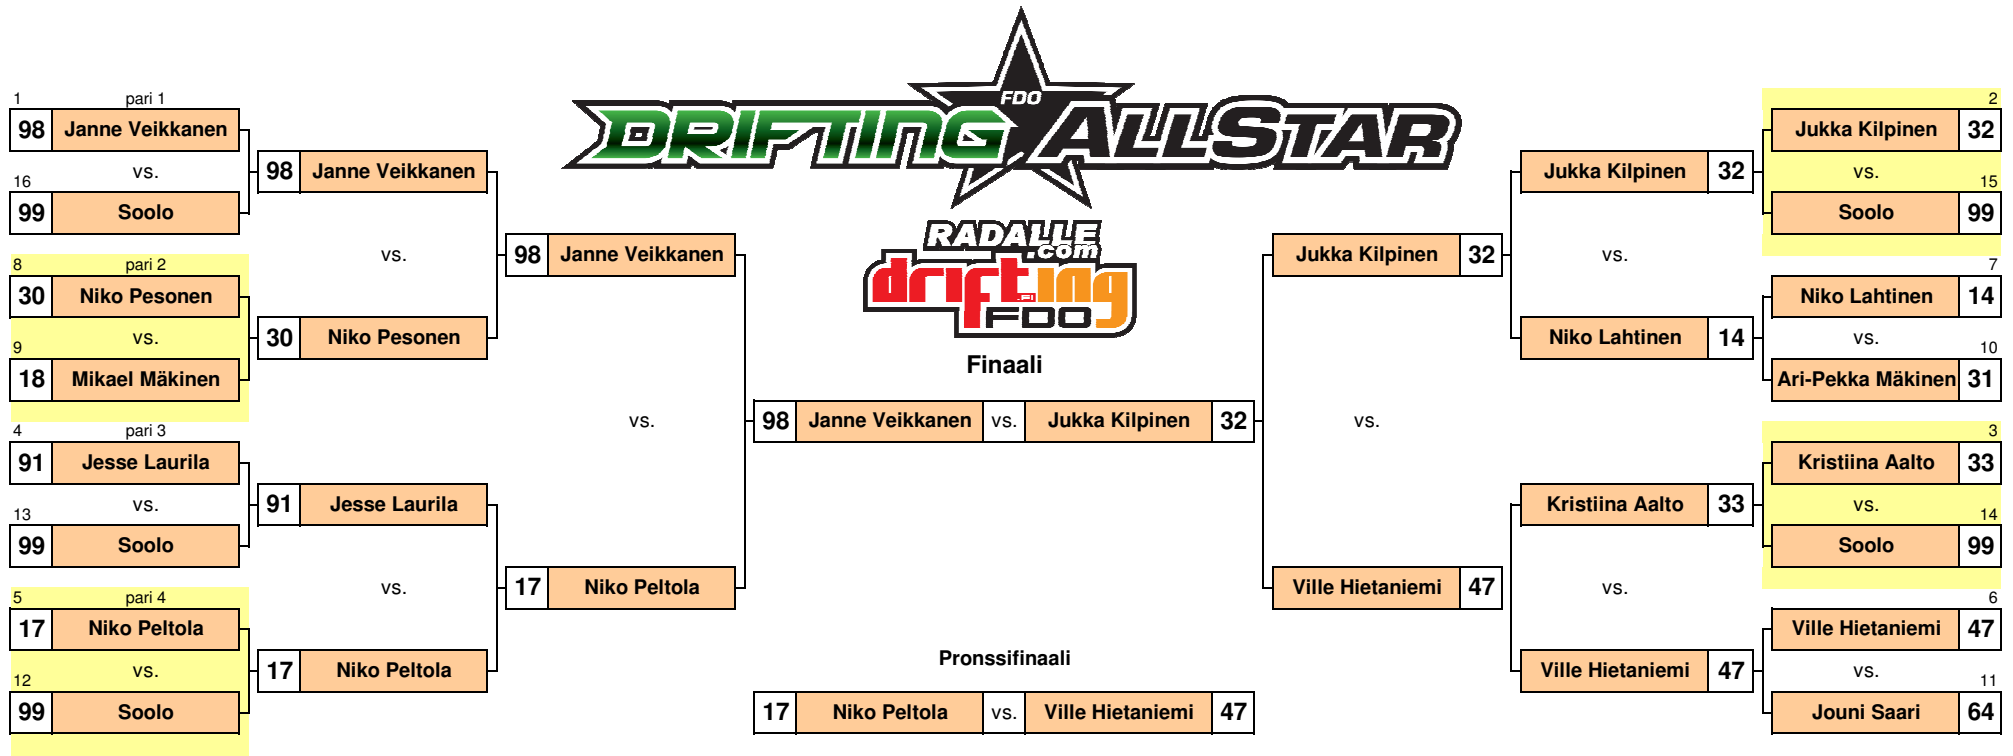 FDO
DRIFTING ALLSTAR
RADALLE
.com
drifting
.FI
FDO
1 pari 1
98 Janne Veikkanen
vs.
16
99 Soolo
8 pari 2
30 Niko Pesonen
vs.
9
18 Mikael Mäkinen
4 pari 3
91 Jesse Laurila
vs.
13
99 Soolo
5 pari 4
17 Niko Peltola
vs.
12
99 Soolo
98 Janne Veikkanen
vs.
30 Niko Pesonen
91 Jesse Laurila
vs.
17 Niko Peltola
98 Janne Veikkanen
vs.
17 Niko Peltola
Finaali
98 Janne Veikkanen vs. Jukka Kilpinen 32
Pronssifinaali
17 Niko Peltola vs. Ville Hietaniemi 47
Jukka Kilpinen 32
vs.
Ville Hietaniemi 47
Jukka Kilpinen 32
vs.
Niko Lahtinen 14
Kristiina Aalto 33
vs.
Ville Hietaniemi 47
2
Jukka Kilpinen 32
vs.
15
Soolo 99
7
Niko Lahtinen 14
vs.
10
Ari-Pekka Mäkinen 31
3
Kristiina Aalto 33
vs.
14
Soolo 99
6
Ville Hietaniemi 47
vs.
11
Jouni Saari 64